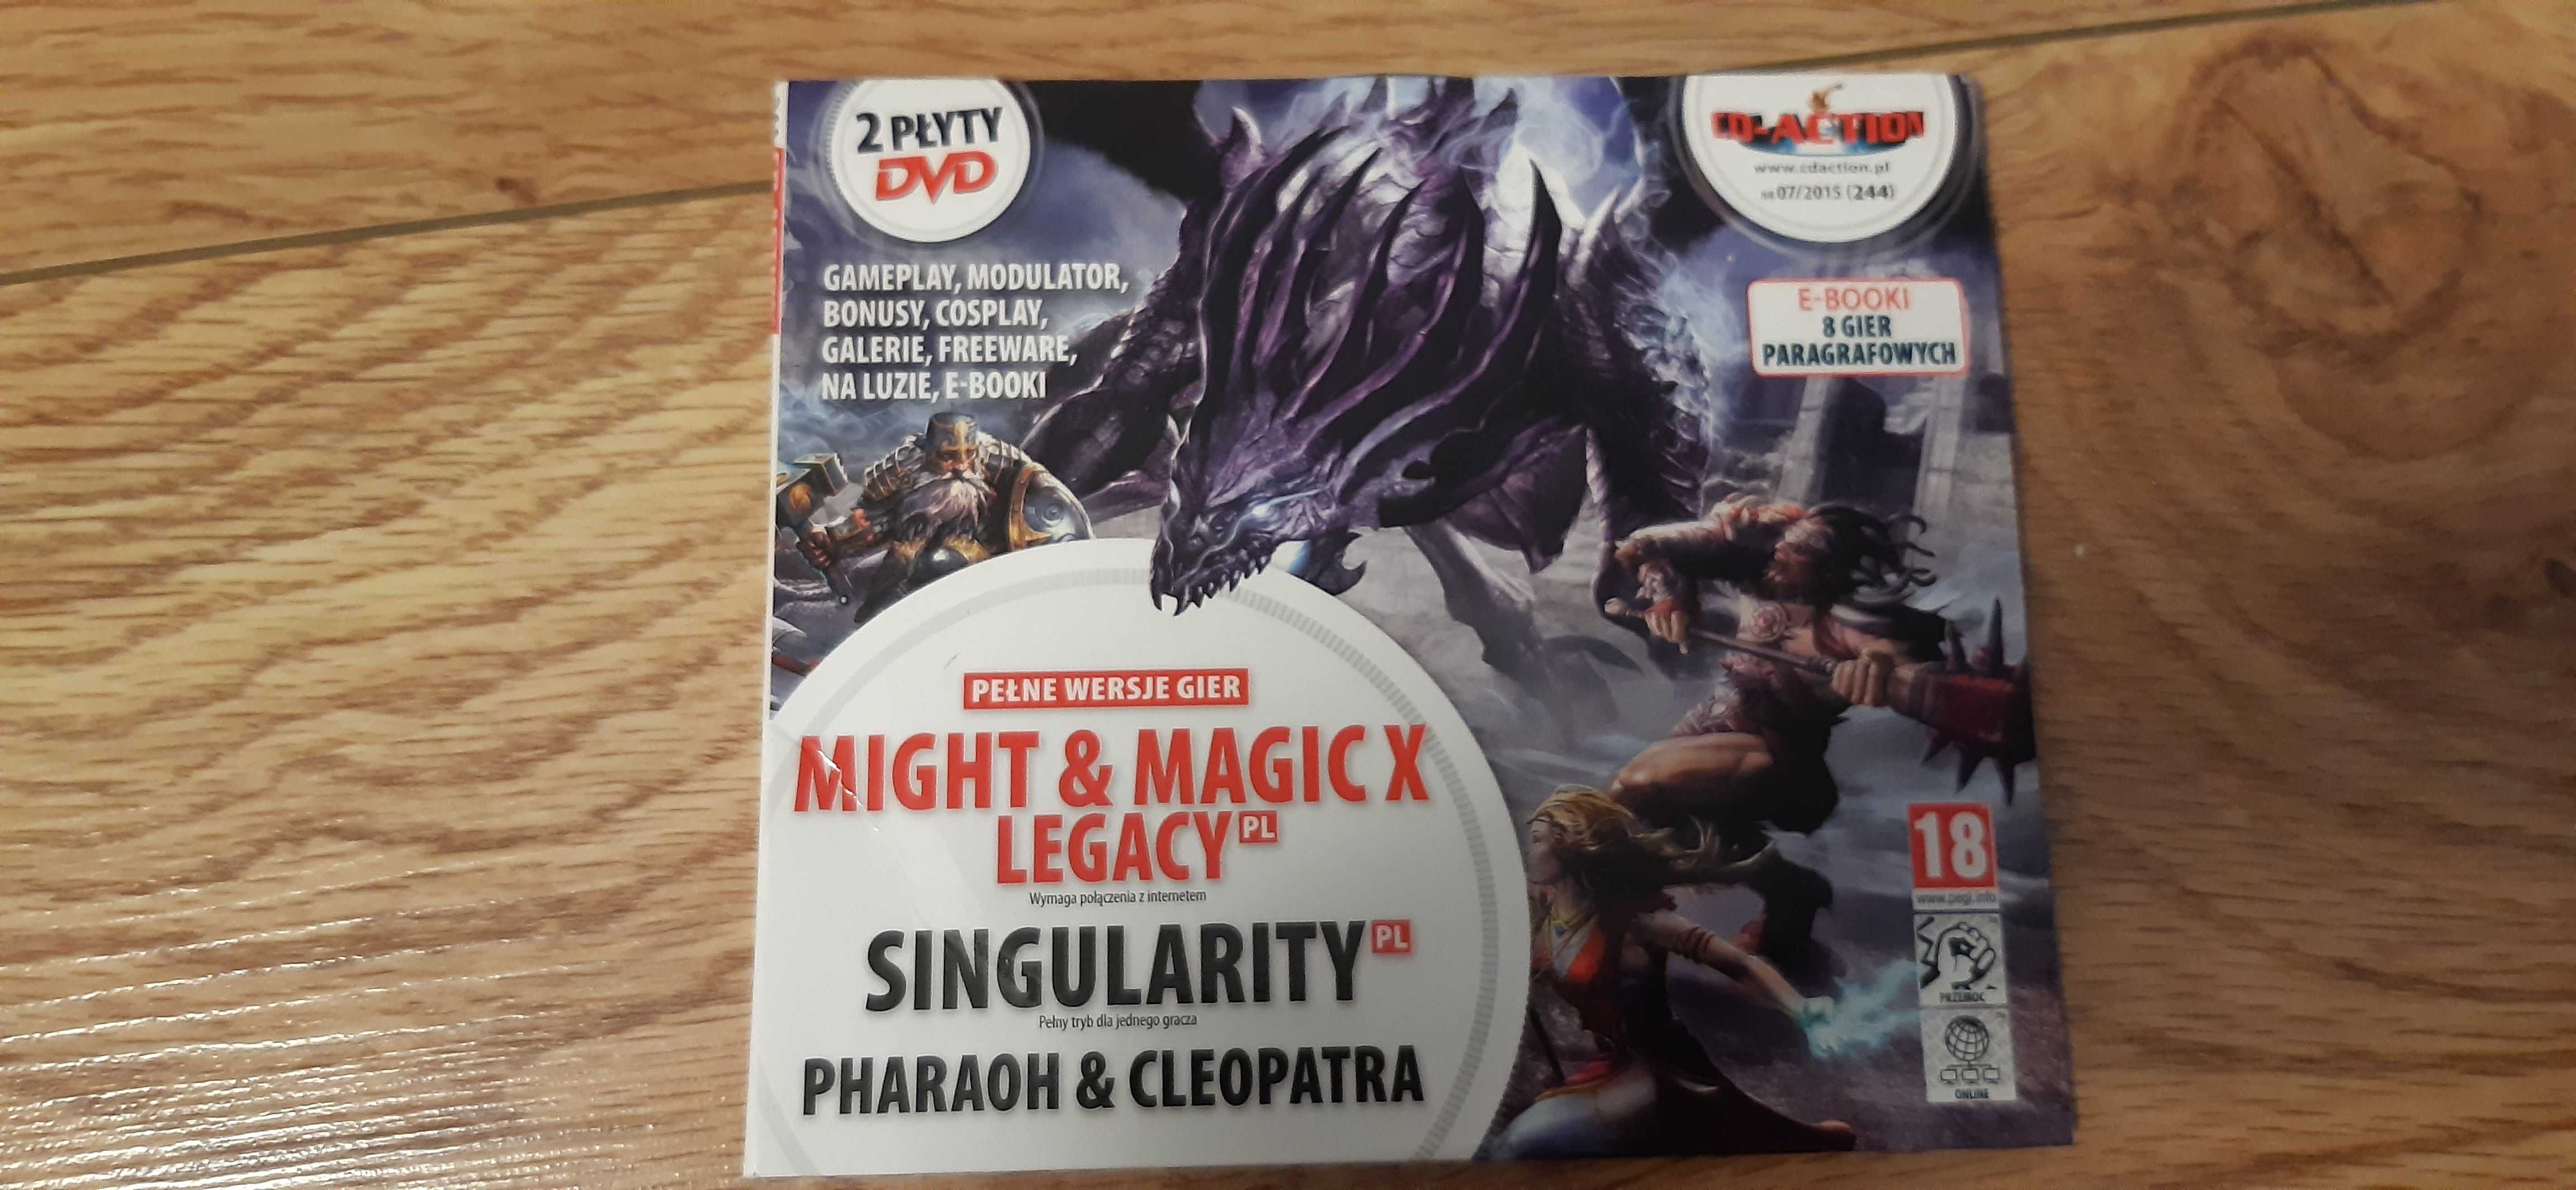 2 PŁYTY
DVD
CD-ACTION
www.cdaction.pl
NR 07/2015 (244)
GAMEPLAY, MODULATOR,
BONUSY, COSPLAY,
GALERIE, FREEWARE,
NA LUZIE, E-BOOKI
E-BOOKI
8 GIER
PARAGRAFOWYCH
PEŁNE WERSJE GIER
MIGHT & MAGIC X
LEGACY PL
Wymaga połączenia z internetem
SINGULARITY PL
Pełny tryb dla jednego gracza
PHARAOH & CLEOPATRA
18
www.pegi.info
PRZEMOC
ONLINE